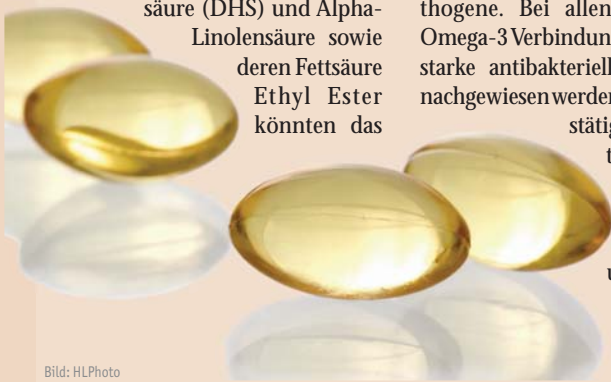 säure (DHS) und Alpha-
Linolensäure sowie
deren Fettsäure
Ethyl Ester
könnten das
thogene. Bei allen
Omega-3 Verbindun
starke antibakteriell
nachgewiesen werde
stätig
Bild: HLPhoto